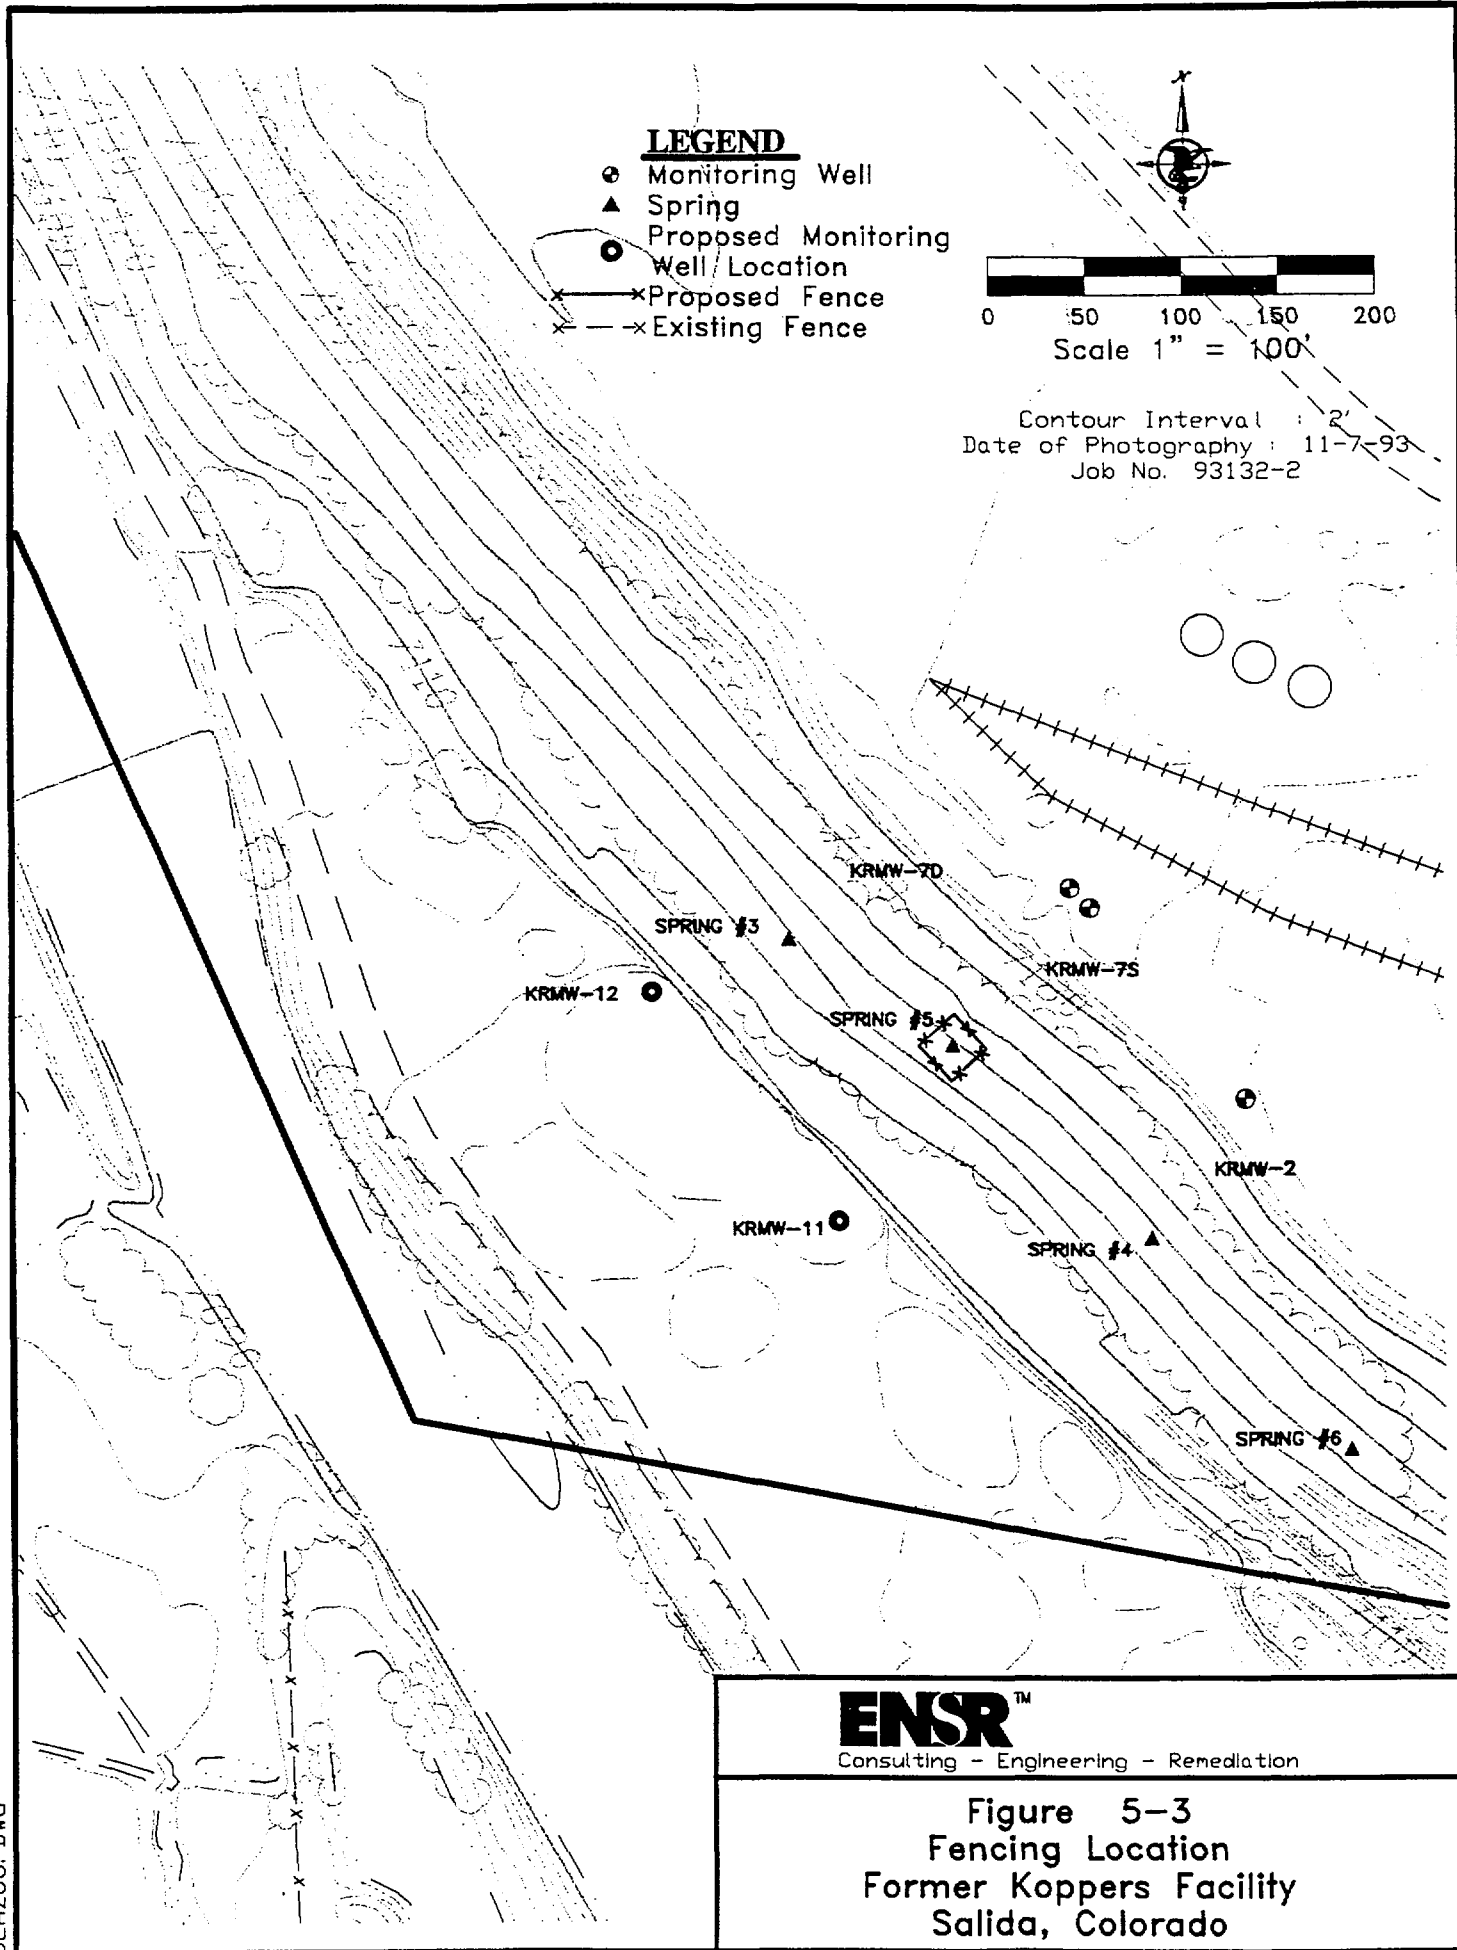 LEGEND
Monitoring Well
Spring
Proposed Monitoring
Well Location
Proposed Fence
Existing Fence
N
0 50 100 150 200
Scale 1" = 100'
Contour Interval : 2'
Date of Photography : 11-7-93
Job No. 93132-2
7110
KRMW-7D
SPRING #3
KRMW-7S
KRMW-12
SPRING #5
KRMW-2
KRMW-11
SPRING #4
SPRING #6
ENSR™
Consulting - Engineering - Remediation
Figure 5-3
Fencing Location
Former Koppers Facility
Salida, Colorado